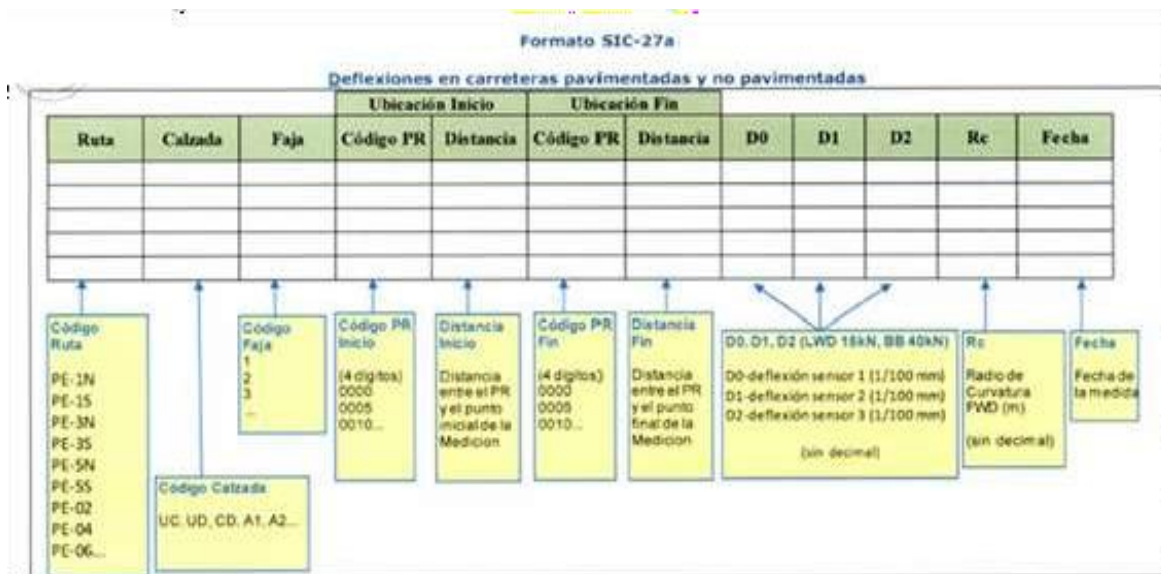 Formato SIC-27a
Deflexiones en carreteras pavimentadas y no pavimentadas
Ubicación Inicio Ubicación Fin
Ruta Calzada Faja Código PR Distancia Código PR Distancia D0 D1 D2 Rc Fecha
Código
Ruta
PE-1N
PE-1S
PE-3N
PE-3S
PE-5N
PE-5S
PE-02
PE-04
PE-06...
Código Calzada
UC, UD, CD, A1, A2...
Código
Faja
1
2
3
...
Código PR
Inicio
(4 digitos)
0000
0005
0010...
Distancia
Inicio
Distancia
entre el PR
y el punto
inicial de la
Medicion
Código PR
Fin
(4 digitos)
0000
0005
0010...
Distancia
Fin
Distancia
entre el PR
y el punto
final de la
Medicion
D0, D1, D2 (LWD 15kN, BB 40kN)
D0-deflexión sensor 1 (1/100 mm)
D1-deflexión sensor 2 (1/100 mm)
D2-deflexión sensor 3 (1/100 mm)
(sin decimal)
Rc
Radio de
Curvatura
FWD (m)
(sin decimal)
Fecha
Fecha de
la medida